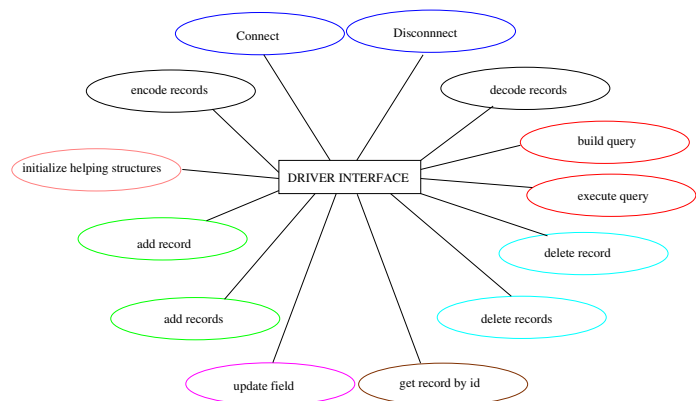 Connect
Disconnnect
encode records
decode records
build query
initialize helping structures
DRIVER INTERFACE
execute query
add record
delete record
add records
delete records
update field
get record by id